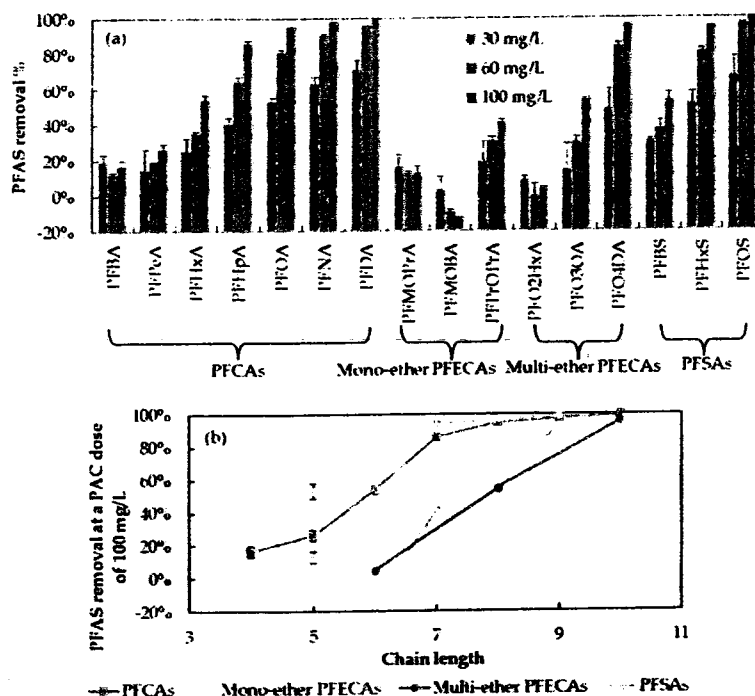 PFAS removal %
100%
80%
60%
40%
20%
0%
-20%
(a)
30 mg/L
60 mg/L
100 mg/L
PFBA
PFPeA
PFHxA
PFHpA
PFOA
PFNA
PFDA
PFMOPrA
PFMOBA
PFPrOPrA
PFO2HxA
PFO3OA
PFO4DA
PFBS
PFHxS
PFOS
PFCAs
Mono-ether PFECAs
Multi-ether PFECAs
PFSAs
PFAS removal at a PAC dose
of 100 mg/L
100%
80%
60%
40%
20%
0%
-20%
(b)
3
5
7
9
11
Chain length
PFCAs
Mono-ether PFECAs
Multi-ether PFECAs
PFSAs